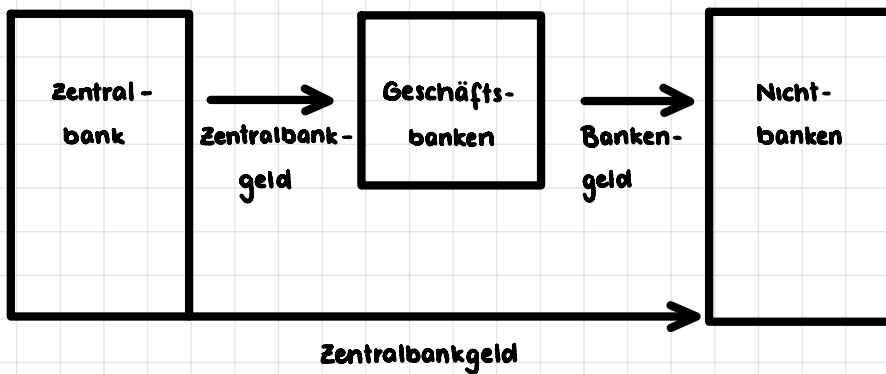 Zentral-
bank
Zentralbank-
geld
Geschäfts-
banken
Banken-
geld
Nicht-
banken
Zentralbankgeld